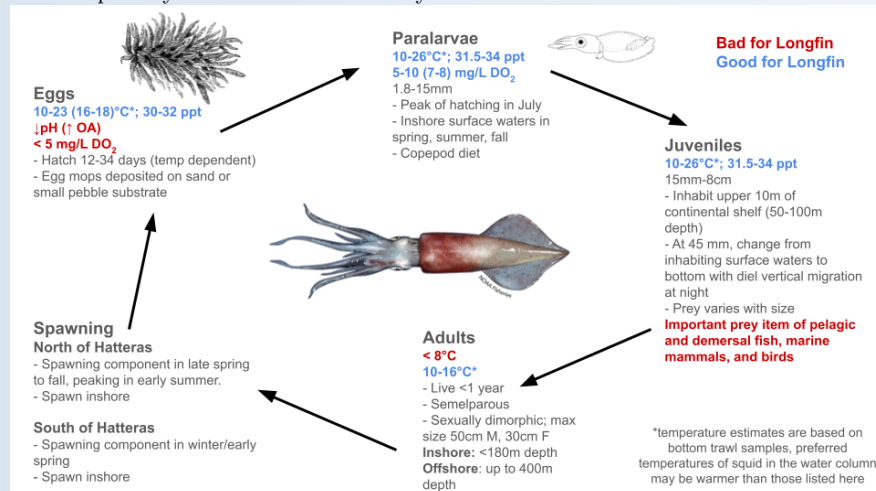 Paralarvae
10-26°C*; 31.5-34 ppt
5-10 (7-8) mg/L DO2
1.8-15mm
- Peak of hatching in July
- Inshore surface waters in
spring, summer, fall
- Copepod diet
Bad for Longfin
Good for Longfin
Eggs
10-23 (16-18)°C*; 30-32 ppt
↓pH (↑ OA)
< 5 mg/L DO2
- Hatch 12-34 days (temp dependent)
- Egg mops deposited on sand or
small pebble substrate
Juveniles
10-26°C*; 31.5-34 ppt
15mm-8cm
- Inhabit upper 10m of
continental shelf (50-100m
depth)
- At 45 mm, change from
inhabiting surface waters to
bottom with diel vertical migration
at night
- Prey varies with size
Important prey item of pelagic
and demersal fish, marine
mammals, and birds
NOAA Fisheries
Spawning
North of Hatteras
- Spawning component in late spring
to fall, peaking in early summer.
- Spawn inshore
South of Hatteras
- Spawning component in winter/early
spring
- Spawn inshore
Adults
< 8°C
10-16°C*
- Live <1 year
- Semelparous
- Sexually dimorphic; max
size 50cm M, 30cm F
Inshore: <180m depth
Offshore: up to 400m
depth
*temperature estimates are based on
bottom trawl samples, preferred
temperatures of squid in the water column
may be warmer than those listed here